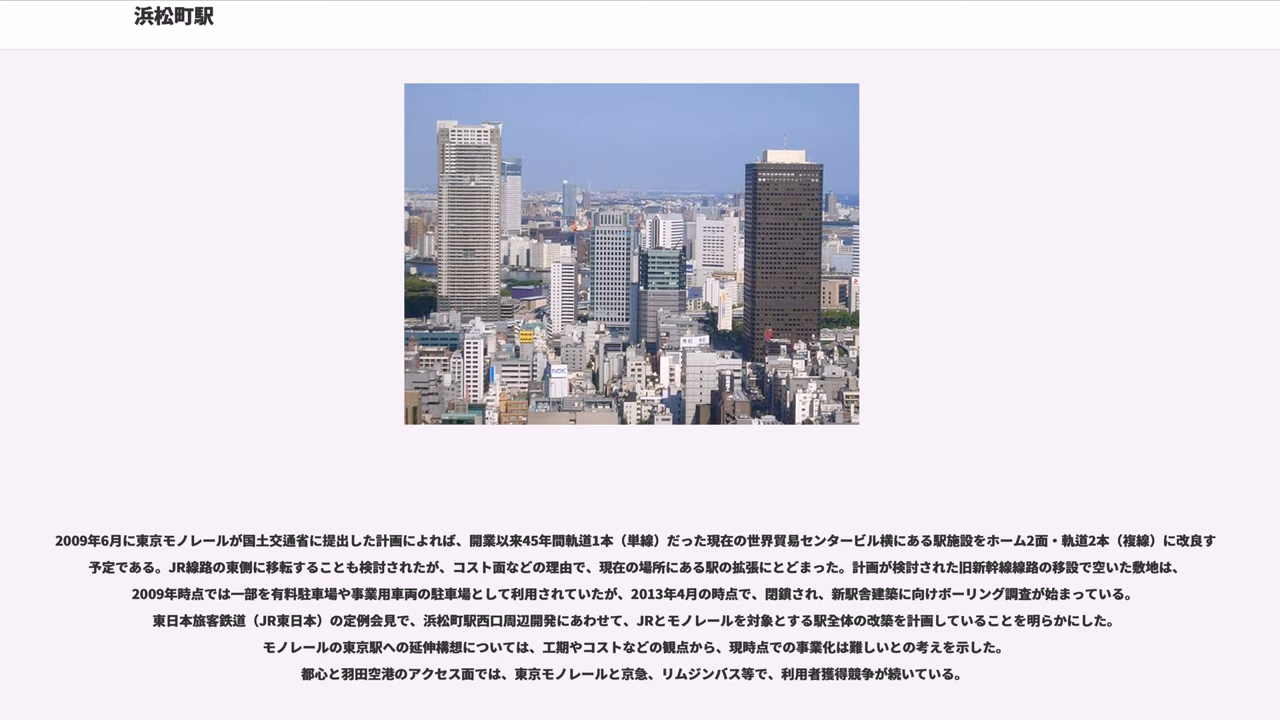 浜松町駅
NOK
2009年6月に東京モノレールが国土交通省に提出した計画によれば、開業以来45年間軌道1本（単線）だった現在の世界貿易センタービル横にある駅施設をホーム2面・軌道2本（複線）に改良す
予定である。JR線路の東側に移転することも検討されたが、コスト面などの理由で、現在の場所にある駅の拡張にとどまった。計画が検討された旧新幹線線路の移設で空いた敷地は、
2009年時点では一部を有料駐車場や事業用車両の駐車場として利用されていたが、2013年4月の時点で、閉鎖され、新駅舎建築に向けボーリング調査が始まっている。
東日本旅客鉄道（JR東日本）の定例会見で、浜松町駅西口周辺開発にあわせて、JRとモノレールを対象とする駅全体の改築を計画していることを明らかにした。
モノレールの東京駅への延伸構想については、工期やコストなどの観点から、現時点での事業化は難しいとの考えを示した。
都心と羽田空港のアクセス面では、東京モノレールと京急、リムジンバス等で、利用者獲得競争が続いている。